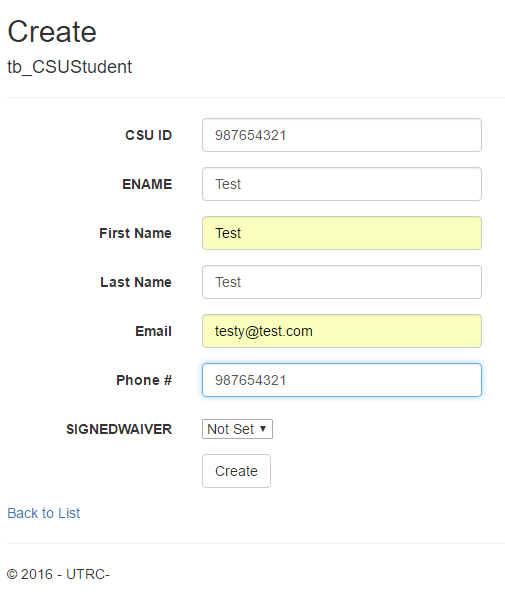 Create
tb_CSUStudent
CSU ID 987654321
ENAME Test
First Name Test
Last Name Test
Email testy@test.com
Phone # 987654321
SIGNEDWAIVER Not Set
Create
Back to List
© 2016 - UTRC-